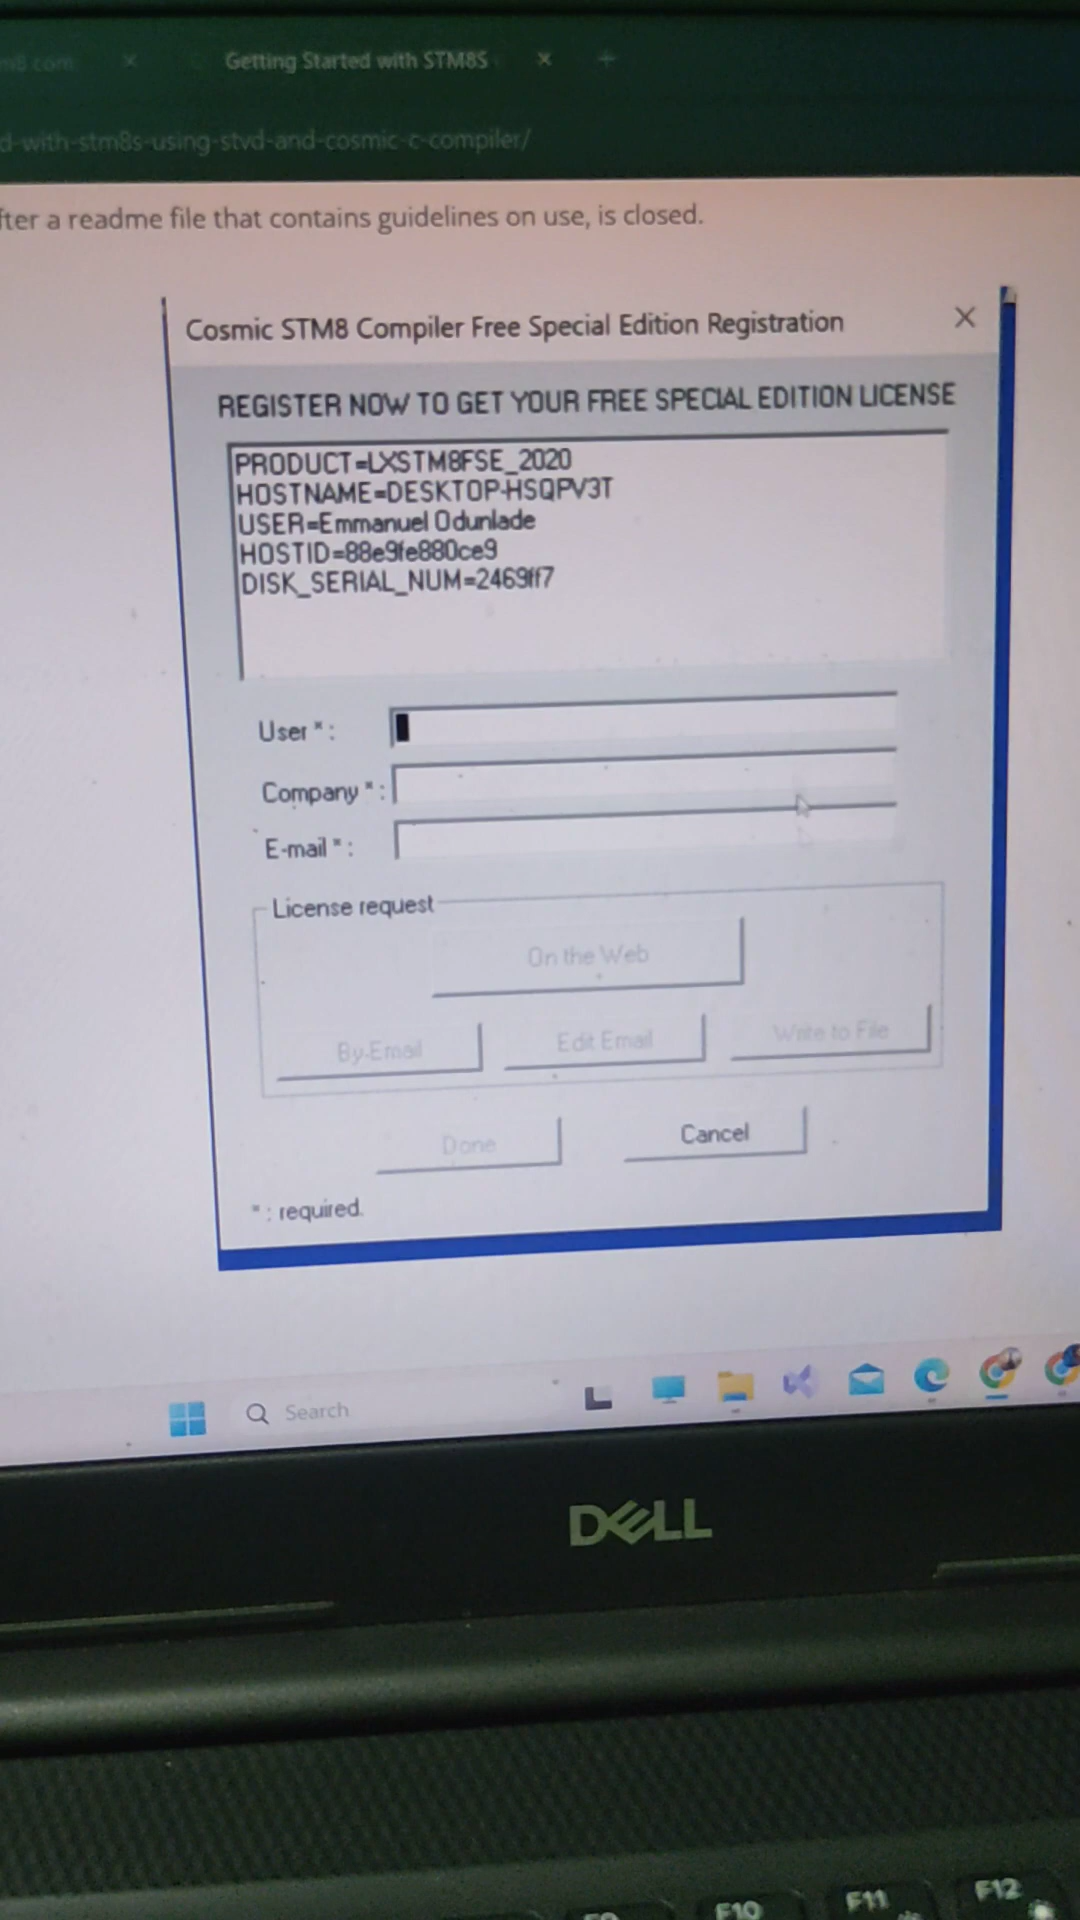 m8.com
Getting Started with STM8S
d-with-stm8s-using-stvd-and-cosmic-c-compiler/
fter a readme file that contains guidelines on use, is closed.
Cosmic STM8 Compiler Free Special Edition Registration
REGISTER NOW TO GET YOUR FREE SPECIAL EDITION LICENSE
PRODUCT=LXSTM8FSE_2020
HOSTNAME=DESKTOP-HSQPV3T
USER=Emmanuel Odunlade
HOSTID=88e9fe880ce9
DISK_SERIAL_NUM=2469ff7
User * :
Company * :
E-mail * :
License request
On the Web
By Email
Edit Email
Write to File
Done
Cancel
* : required.
Search
DELL
F9
F10
F11
F12